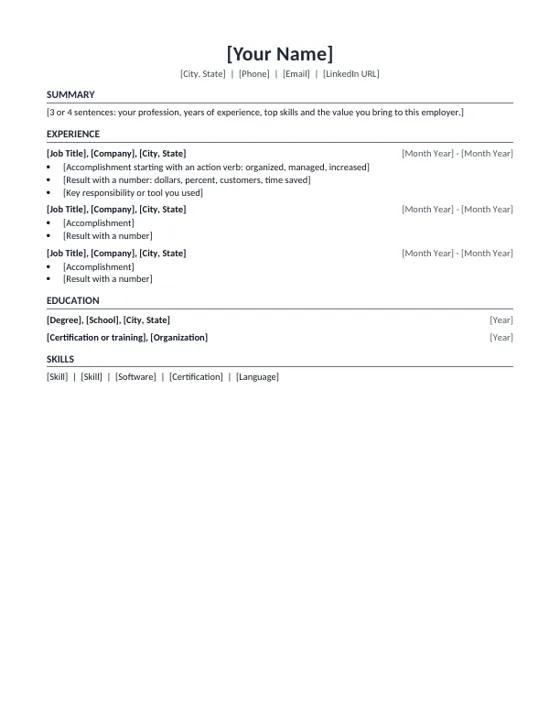 [Your Name]
[City, State] | [Phone] | [Email] | [LinkedIn URL]
SUMMARY
[3 or 4 sentences: your profession, years of experience, top skills and the value you bring to this employer.]
EXPERIENCE
[Job Title], [Company], [City, State] [Month Year] - [Month Year]
• [Accomplishment starting with an action verb: organized, managed, increased]
• [Result with a number: dollars, percent, customers, time saved]
• [Key responsibility or tool you used]
[Job Title], [Company], [City, State] [Month Year] - [Month Year]
• [Accomplishment]
• [Result with a number]
[Job Title], [Company], [City, State] [Month Year] - [Month Year]
• [Accomplishment]
• [Result with a number]
EDUCATION
[Degree], [School], [City, State] [Year]
[Certification or training], [Organization] [Year]
SKILLS
[Skill] | [Skill] | [Software] | [Certification] | [Language]